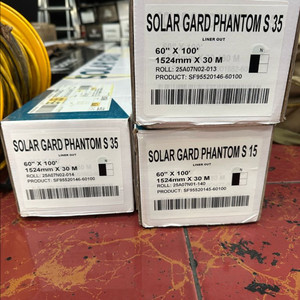 SOLAR GARD PHANTOM S 35
LINER OUT
60" X 100'
1524mm X 30 M
ROLL: 25A07N02-013
PRODUCT: SF95520146-60100
N
SOLAR GARD PHANTOM S 35
LINER OUT
60" X 100'
1524mm X 30 M
ROLL: 25A07N02-014
PRODUCT: SF95520146-60100
SOLAR GARD PHANTOM S 15
LINER OUT
60" X 100'
1524mm X 30 M
ROLL: 25A07N01-140
PRODUCT: SF95520145-60100